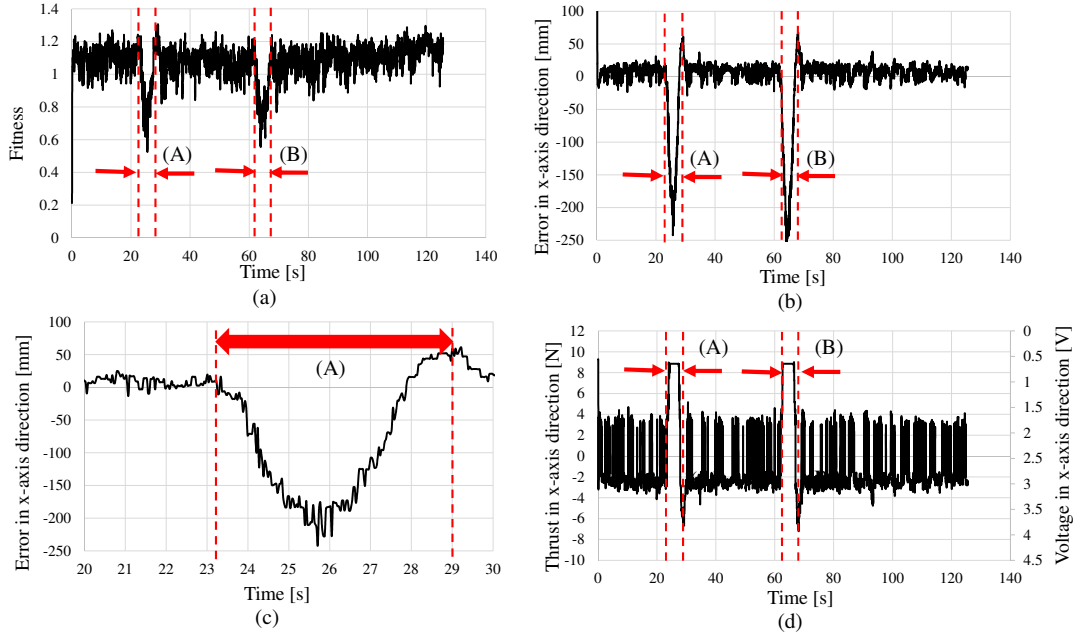 1.4
1.2
1
0.8
0.6
0.4
0.2
0
Fitness
(A)
(B)
0 20 40 60 80 100 120 140
Time [s]
(a)
100
50
0
-50
-100
-150
-200
-250
Error in x-axis direction [mm]
(A)
(B)
0 20 40 60 80 100 120 140
Time [s]
(b)
100
50
0
-50
-100
-150
-200
-250
Error in x-axis direction [mm]
(A)
20 21 22 23 24 25 26 27 28 29 30
Time [s]
(c)
12
10
8
6
4
2
0
-2
-4
-6
-8
-10
Thrust in x-axis direction [N]
(A)
(B)
0
0.5
1
1.5
2
2.5
3
3.5
4
4.5
Voltage in x-axis direction [V]
0 20 40 60 80 100 120 140
Time [s]
(d)